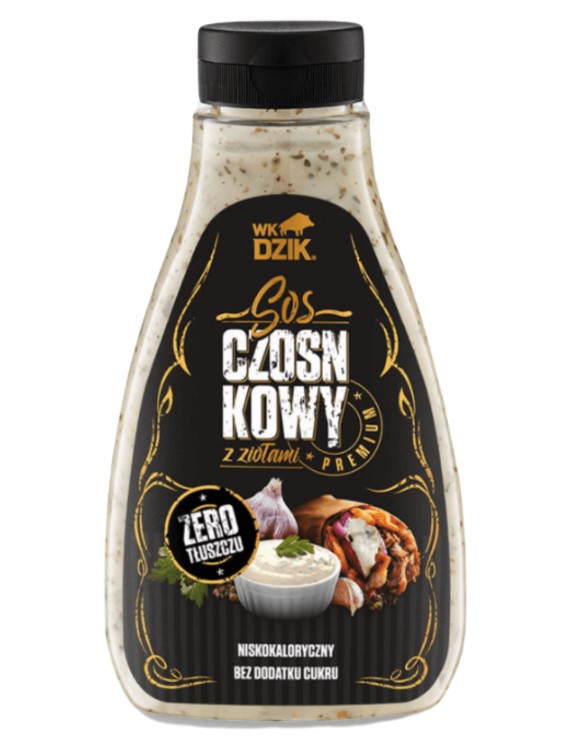 WK
DZIK®
Sos
CZOSN
KOWY
z ziołami
★ PREMIUM ★
ZERO
TŁUSZCZU
NISKOKALORYCZNY
BEZ DODATKU CUKRU